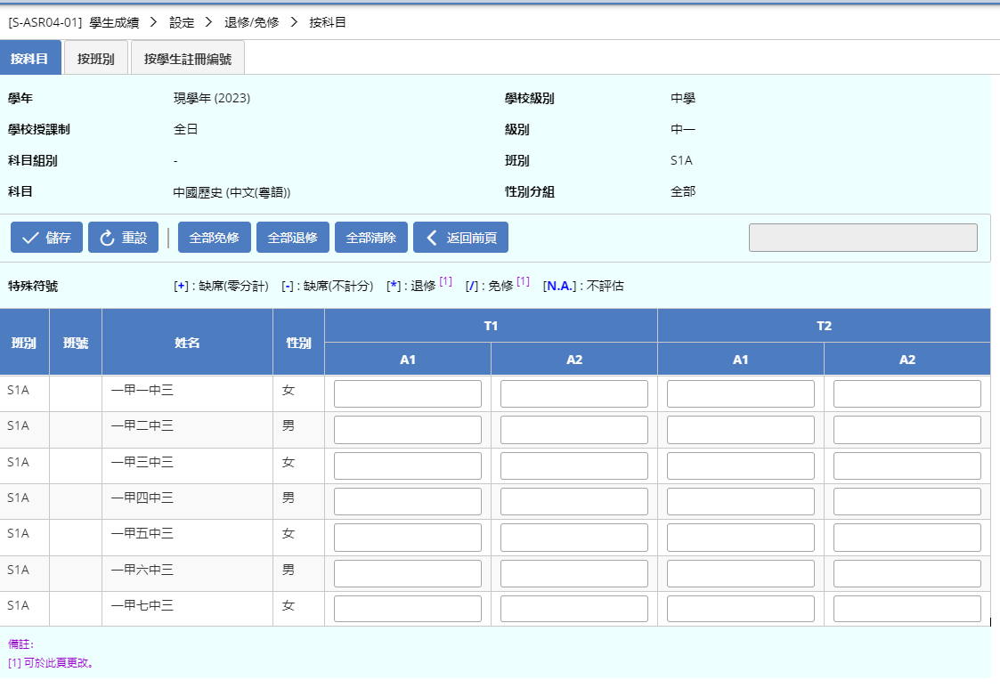 [S-ASR04-01] 學生成績 > 設定 > 退修/免修 > 按科目
按科目 按班別 按學生註冊編號
學年 現學年 (2023) 學校級別 中學
學校授課制 全日 級別 中一
科目組別 - 班別 S1A
科目 中國歷史 (中文(粵語)) 性別分組 全部
儲存 重設 全部免修 全部退修 全部清除 返回前頁
特殊符號 [+] : 缺席(零分計) [-] : 缺席(不計分) [*] : 退修 [1] [/] : 免修 [1] [N.A.] : 不評估
班別 班號 姓名 性別 T1 T2
A1 A2 A1 A2
S1A 一甲一中三 女
S1A 一甲二中三 男
S1A 一甲三中三 女
S1A 一甲四中三 男
S1A 一甲五中三 女
S1A 一甲六中三 男
S1A 一甲七中三 女
備註:
[1] 可於此頁更改。